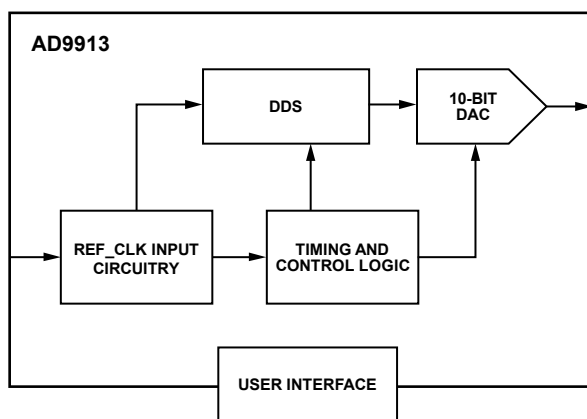 AD9913
DDS
10-BIT
DAC
REF_CLK INPUT
CIRCUITRY
TIMING AND
CONTROL LOGIC
USER INTERFACE